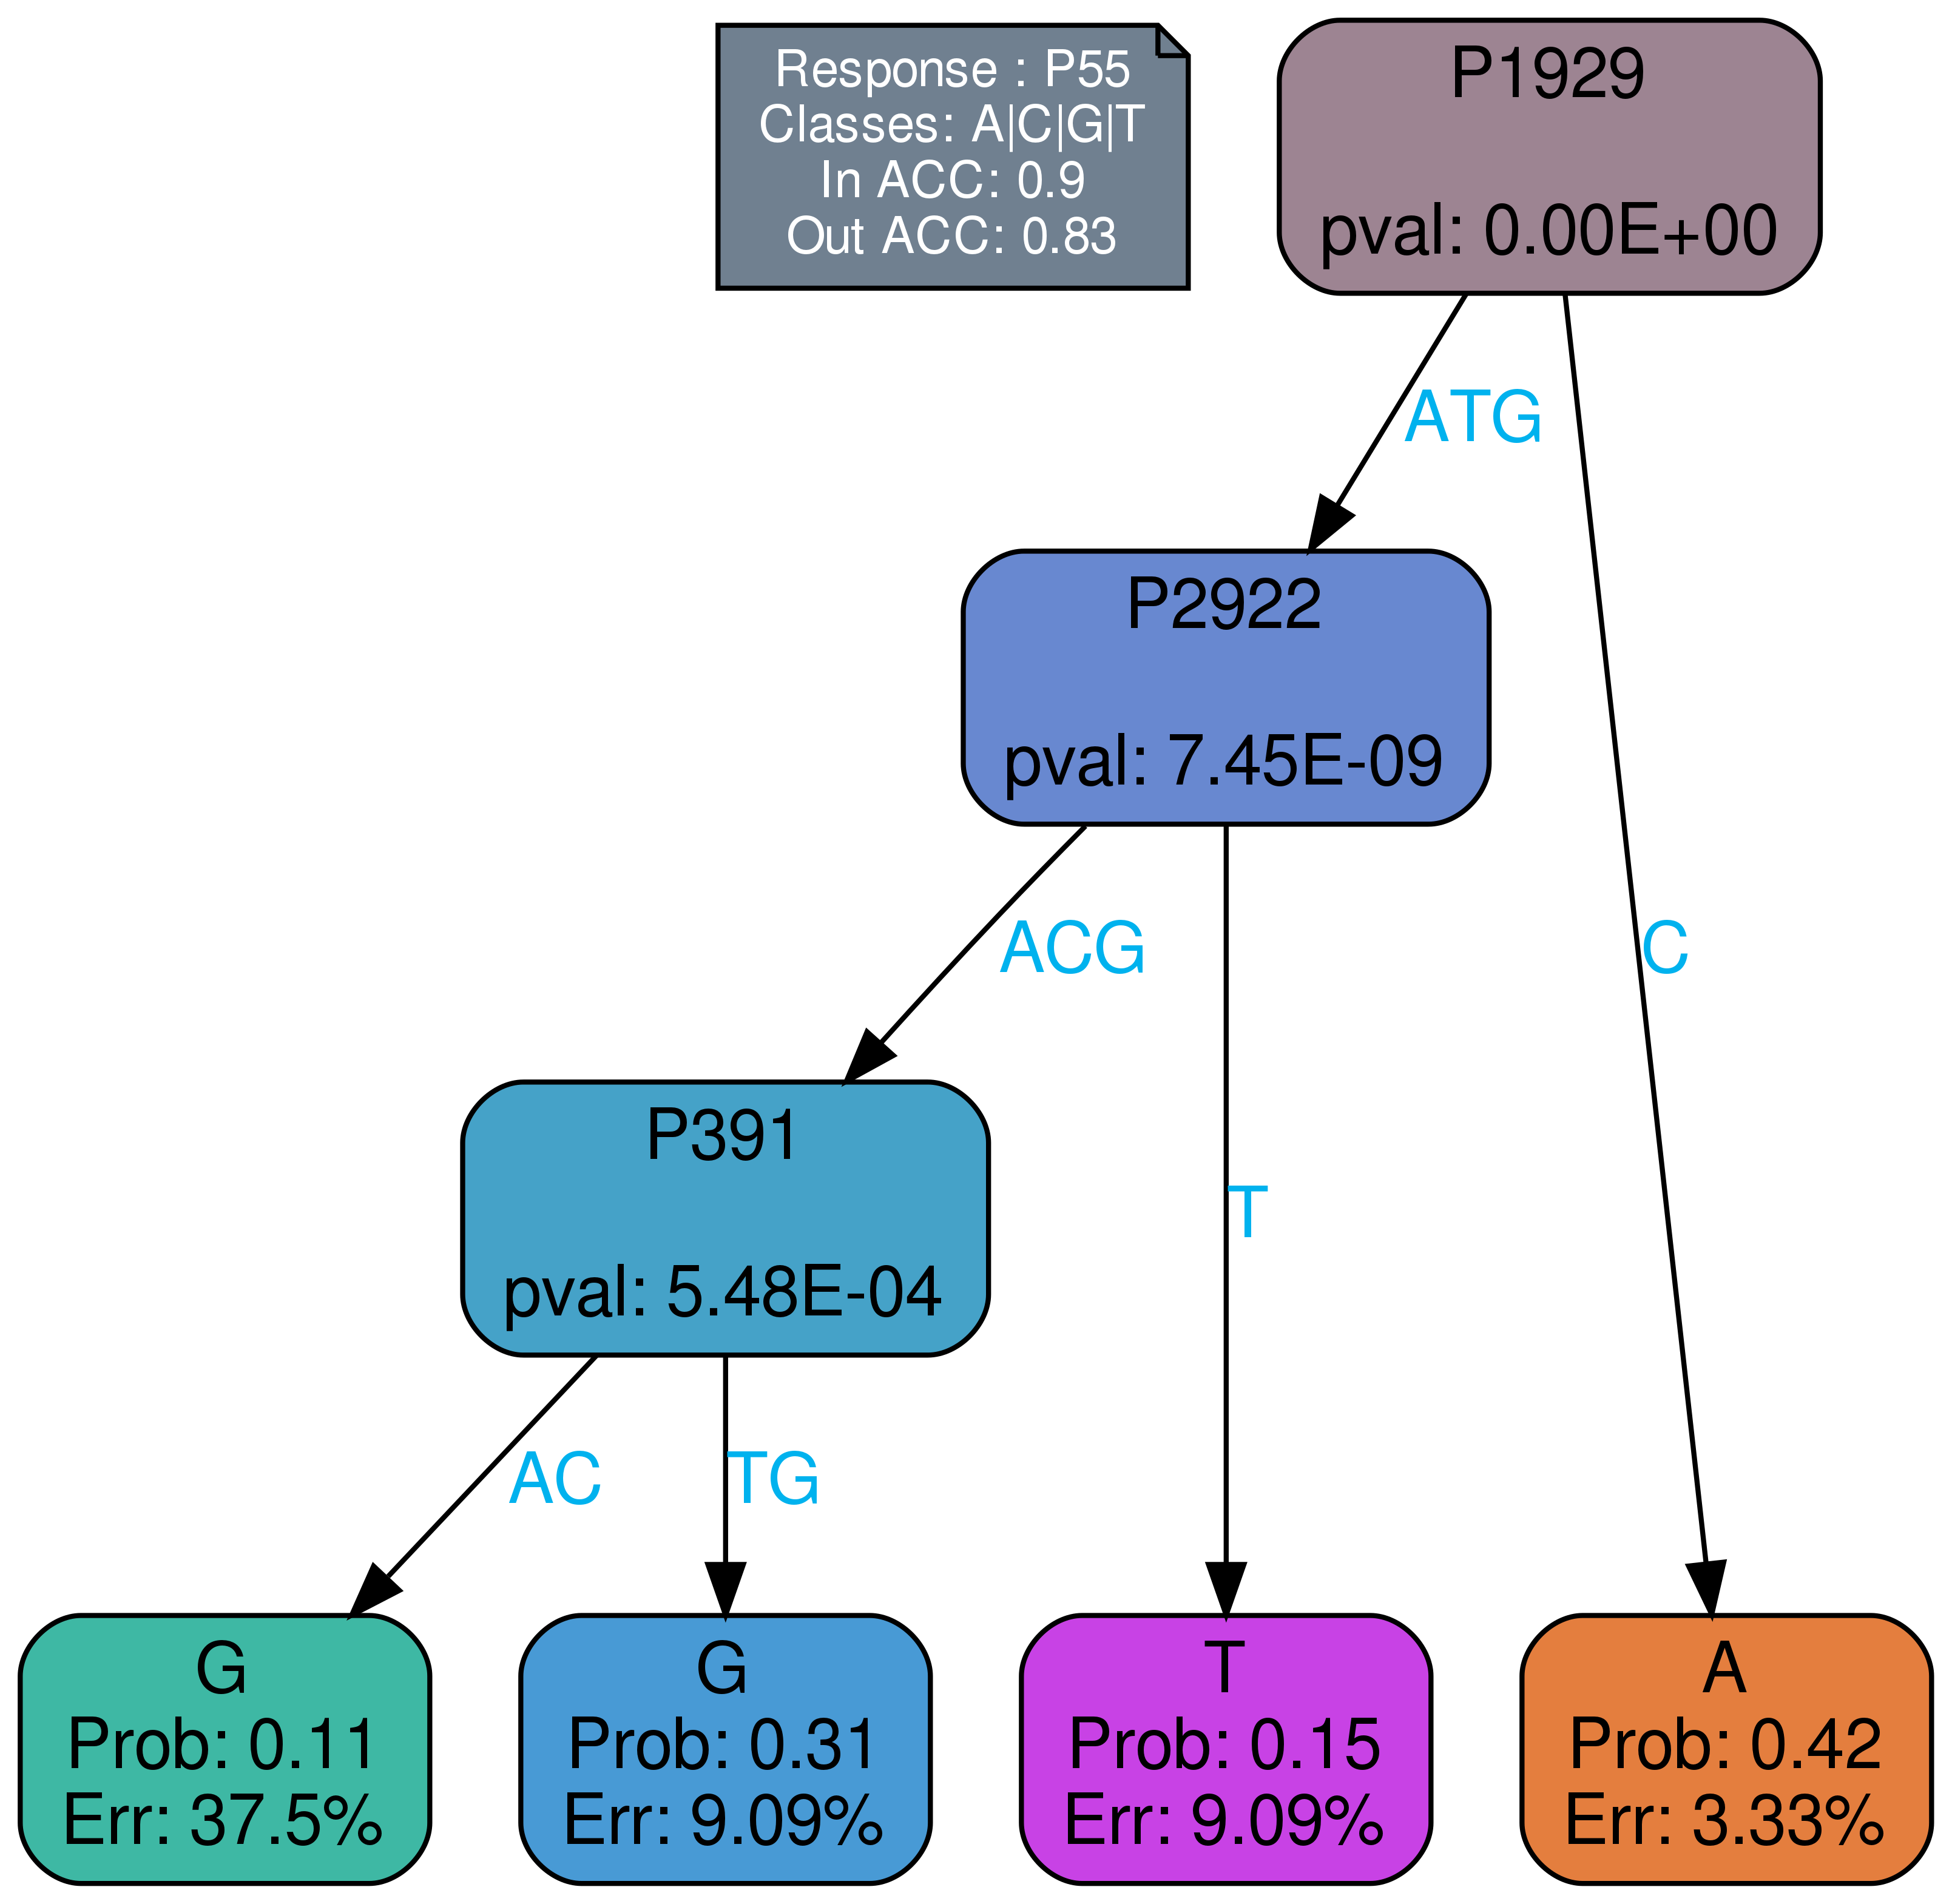 Response : P55
Classes: A|C|G|T
In ACC: 0.9
Out ACC: 0.83
P1929
pval: 0.00E+00
ATG
P2922
pval: 7.45E-09
ACG
C
P391
pval: 5.48E-04
T
AC
TG
G
Prob: 0.11
Err: 37.5%
G
Prob: 0.31
Err: 9.09%
T
Prob: 0.15
Err: 9.09%
A
Prob: 0.42
Err: 3.33%